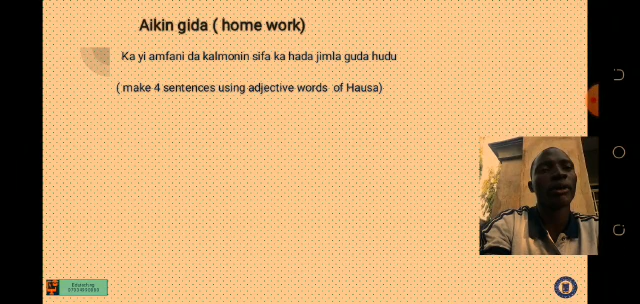 Aikin gida ( home work)
Ka yi amfani da kalmonin sifa ka hada jimla guda hudu
( make 4 sentences using adjective words of Hausa)